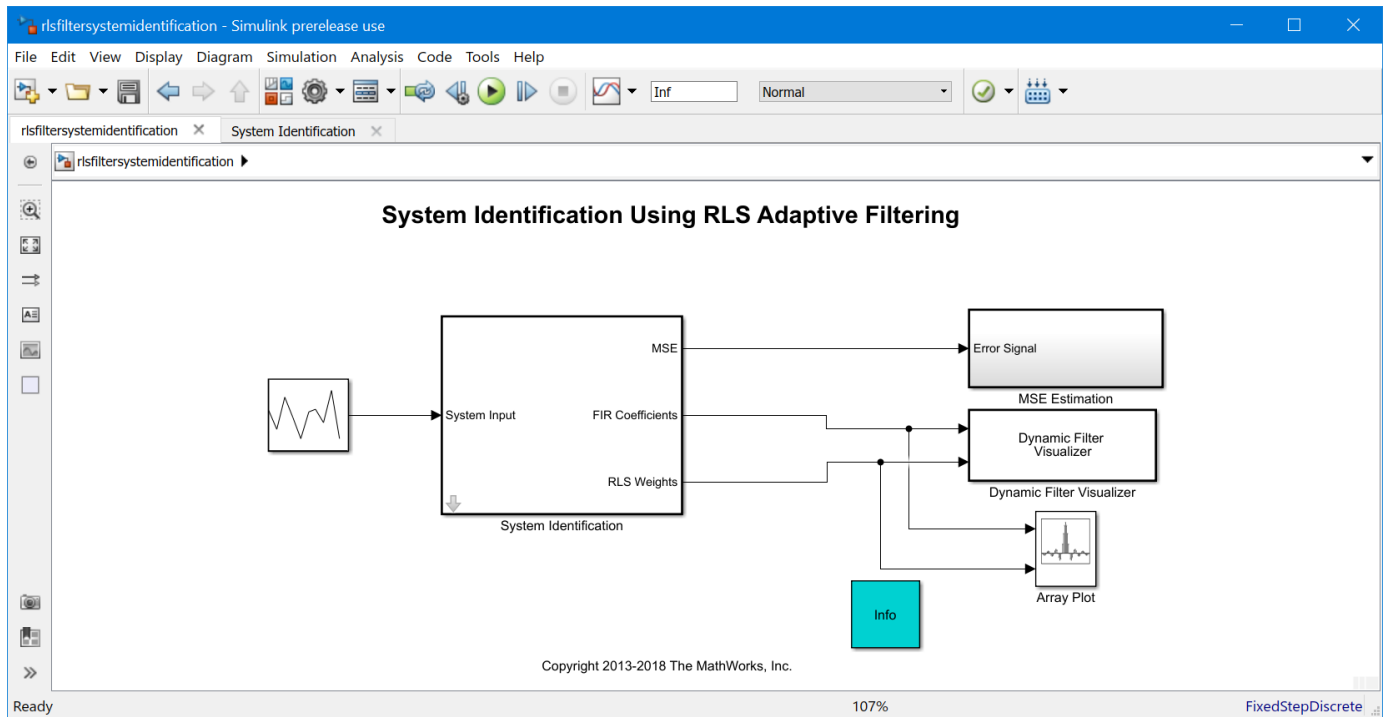 rlsfiltersystemidentification - Simulink prerelease use
File Edit View Display Diagram Simulation Analysis Code Tools Help
Inf
Normal
rlsfiltersystemidentification
System Identification
rlsfiltersystemidentification
System Identification Using RLS Adaptive Filtering
System Input
MSE
FIR Coefficients
RLS Weights
System Identification
Error Signal
MSE Estimation
Dynamic Filter
Visualizer
Dynamic Filter Visualizer
Array Plot
Info
Copyright 2013-2018 The MathWorks, Inc.
Ready
107%
FixedStepDiscrete